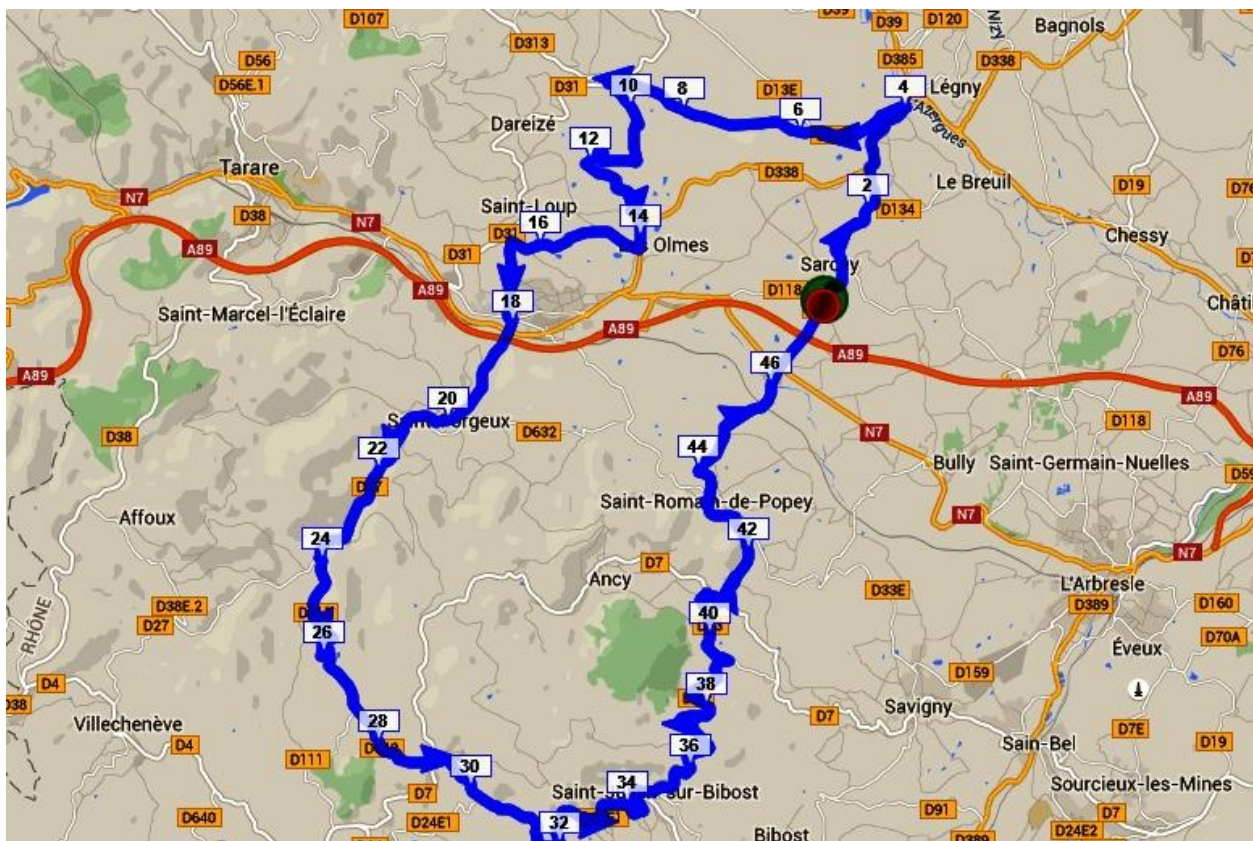 D107
D39
D39
D120
Nizy
Bagnols
D313
D56
D385
D338
D56E.1
D31
10
8
D13E
4
Légny
6
Azergues
Dareizé
12
Tarare
D338
2
Le Breuil
D19
D76
N7
Saint-Loup
14
D134
D38
N7
16
D31
Olmes
Chessy
A89
D31
Sarcey
A89
D118
18
Saint-Marcel-l'Éclaire
A89
A89
46
D76
A89
20
A89
D38
D632
N7
D118
22
44
Bully
Saint-Germain-Nuelles
Saint-Romain-de-Popey
Affoux
N7
24
42
N7
Ancy
D7
D33E
L'Arbresle
D38E.2
40
D389
D160
D27
26
D70A
RHÔNE
Éveux
D4
38
D159
D38
Villechenève
28
D7
Savigny
D7E
D4
36
Sain-Bel
D19
D111
30
34
Sourcieux-les-Mines
D7
D640
D24E1
32
D91
D7
D24E2
D389
Bibost